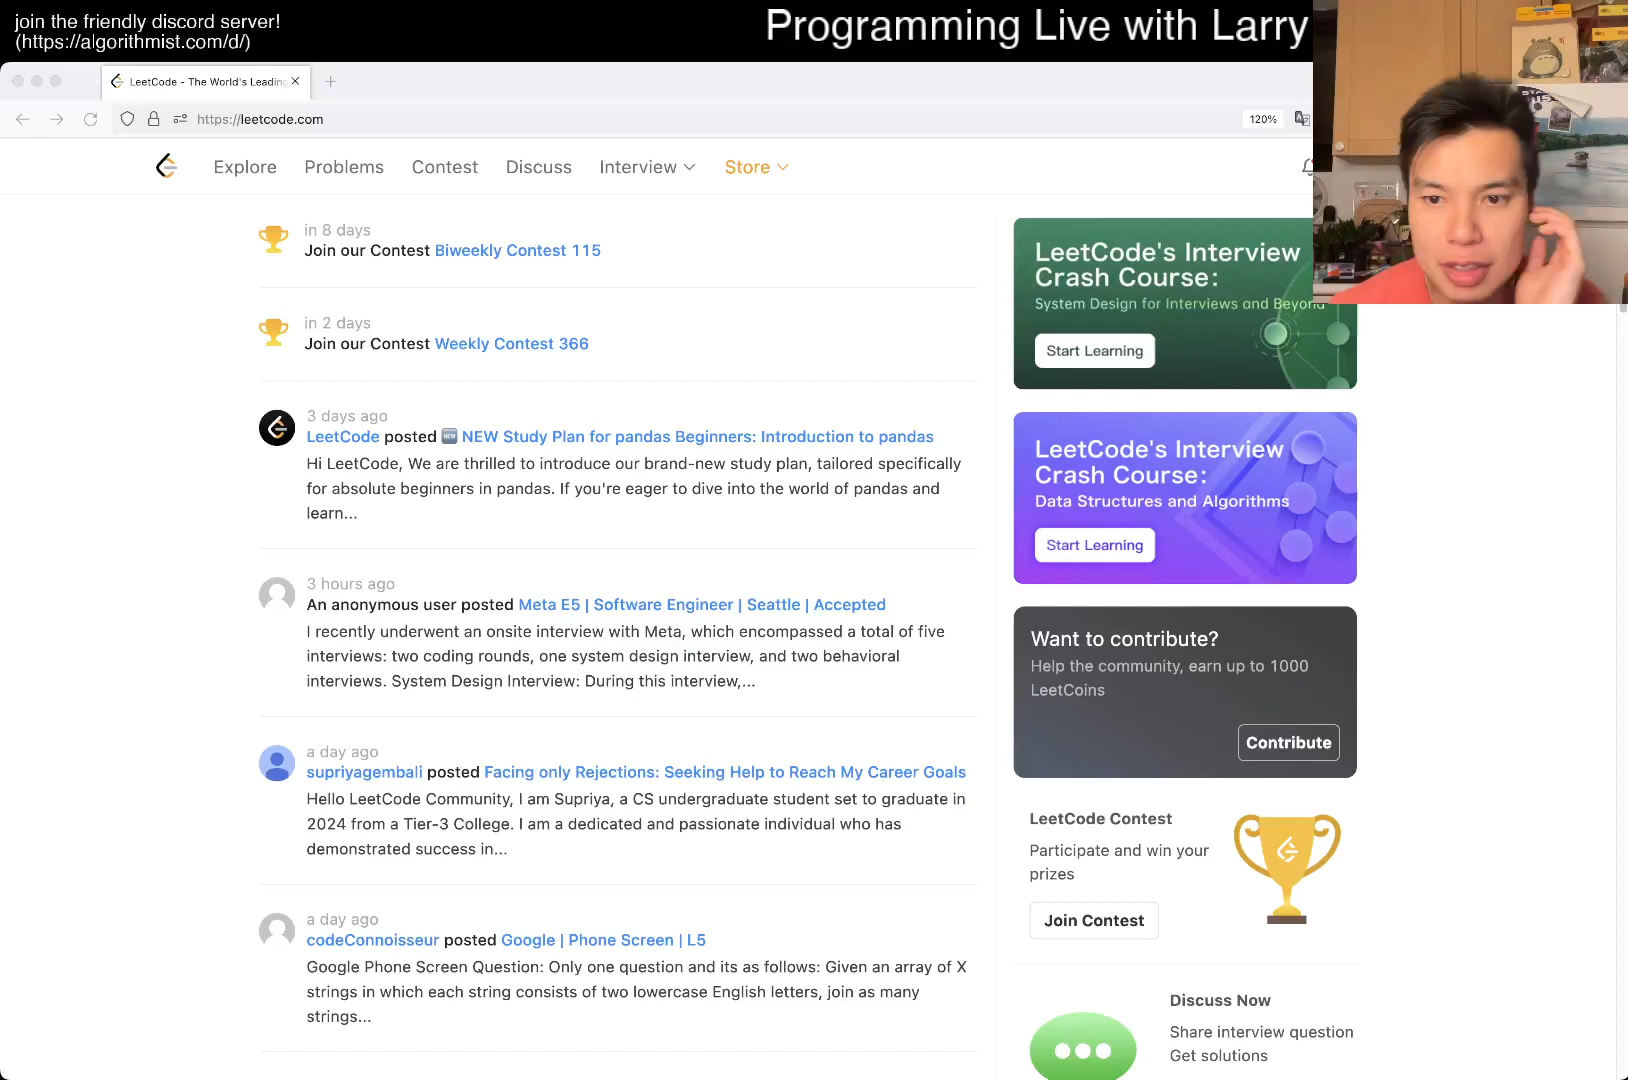 join the friendly discord server!
(https://algorithmist.com/d/)
Programming Live with Larry
LeetCode - The World's Leading
https://leetcode.com
120%
Explore
Problems
Contest
Discuss
Interview
Store
in 8 days
Join our Contest Biweekly Contest 115
in 2 days
Join our Contest Weekly Contest 366
3 days ago
LeetCode posted 🆕 NEW Study Plan for pandas Beginners: Introduction to pandas
Hi LeetCode, We are thrilled to introduce our brand-new study plan, tailored specifically
for absolute beginners in pandas. If you're eager to dive into the world of pandas and
learn...
3 hours ago
An anonymous user posted Meta E5 | Software Engineer | Seattle | Accepted
I recently underwent an onsite interview with Meta, which encompassed a total of five
interviews: two coding rounds, one system design interview, and two behavioral
interviews. System Design Interview: During this interview,...
a day ago
supriyagembali posted Facing only Rejections: Seeking Help to Reach My Career Goals
Hello LeetCode Community, I am Supriya, a CS undergraduate student set to graduate in
2024 from a Tier-3 College. I am a dedicated and passionate individual who has
demonstrated success in...
a day ago
codeConnoisseur posted Google | Phone Screen | L5
Google Phone Screen Question: Only one question and its as follows: Given an array of X
strings in which each string consists of two lowercase English letters, join as many
strings...
LeetCode's Interview
Crash Course:
System Design for Interviews and Beyond
Start Learning
LeetCode's Interview
Crash Course:
Data Structures and Algorithms
Start Learning
Want to contribute?
Help the community, earn up to 1000
LeetCoins
Contribute
LeetCode Contest
Participate and win your
prizes
Join Contest
Discuss Now
Share interview question
Get solutions